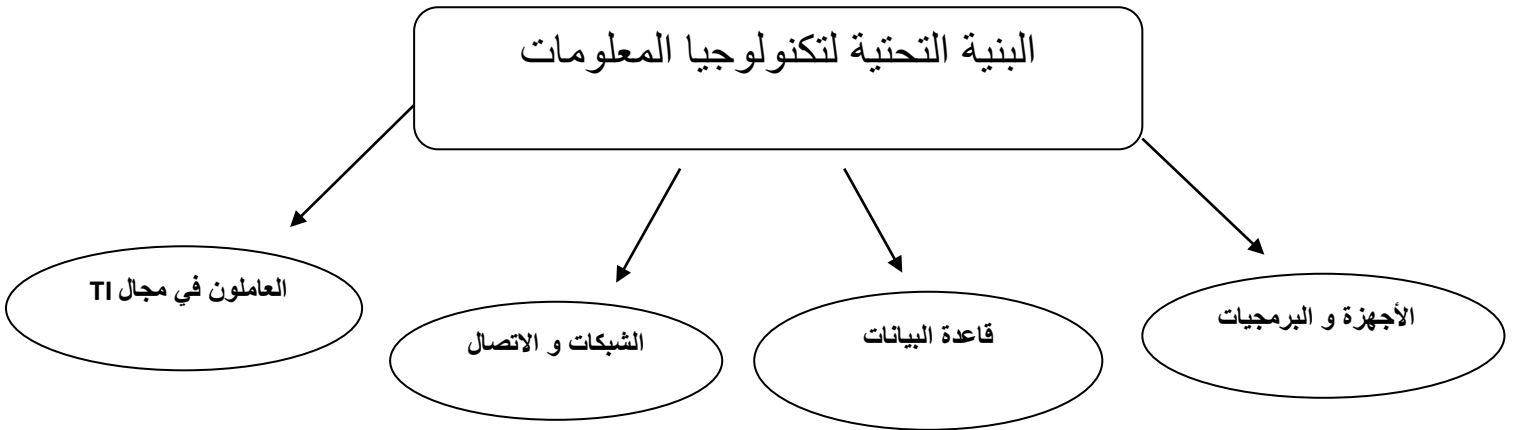 البنية التحتية لتكنولوجيا المعلومات
الأجهزة و البرمجيات
قاعدة البيانات
الشبكات و الاتصال
العاملون في مجال TI